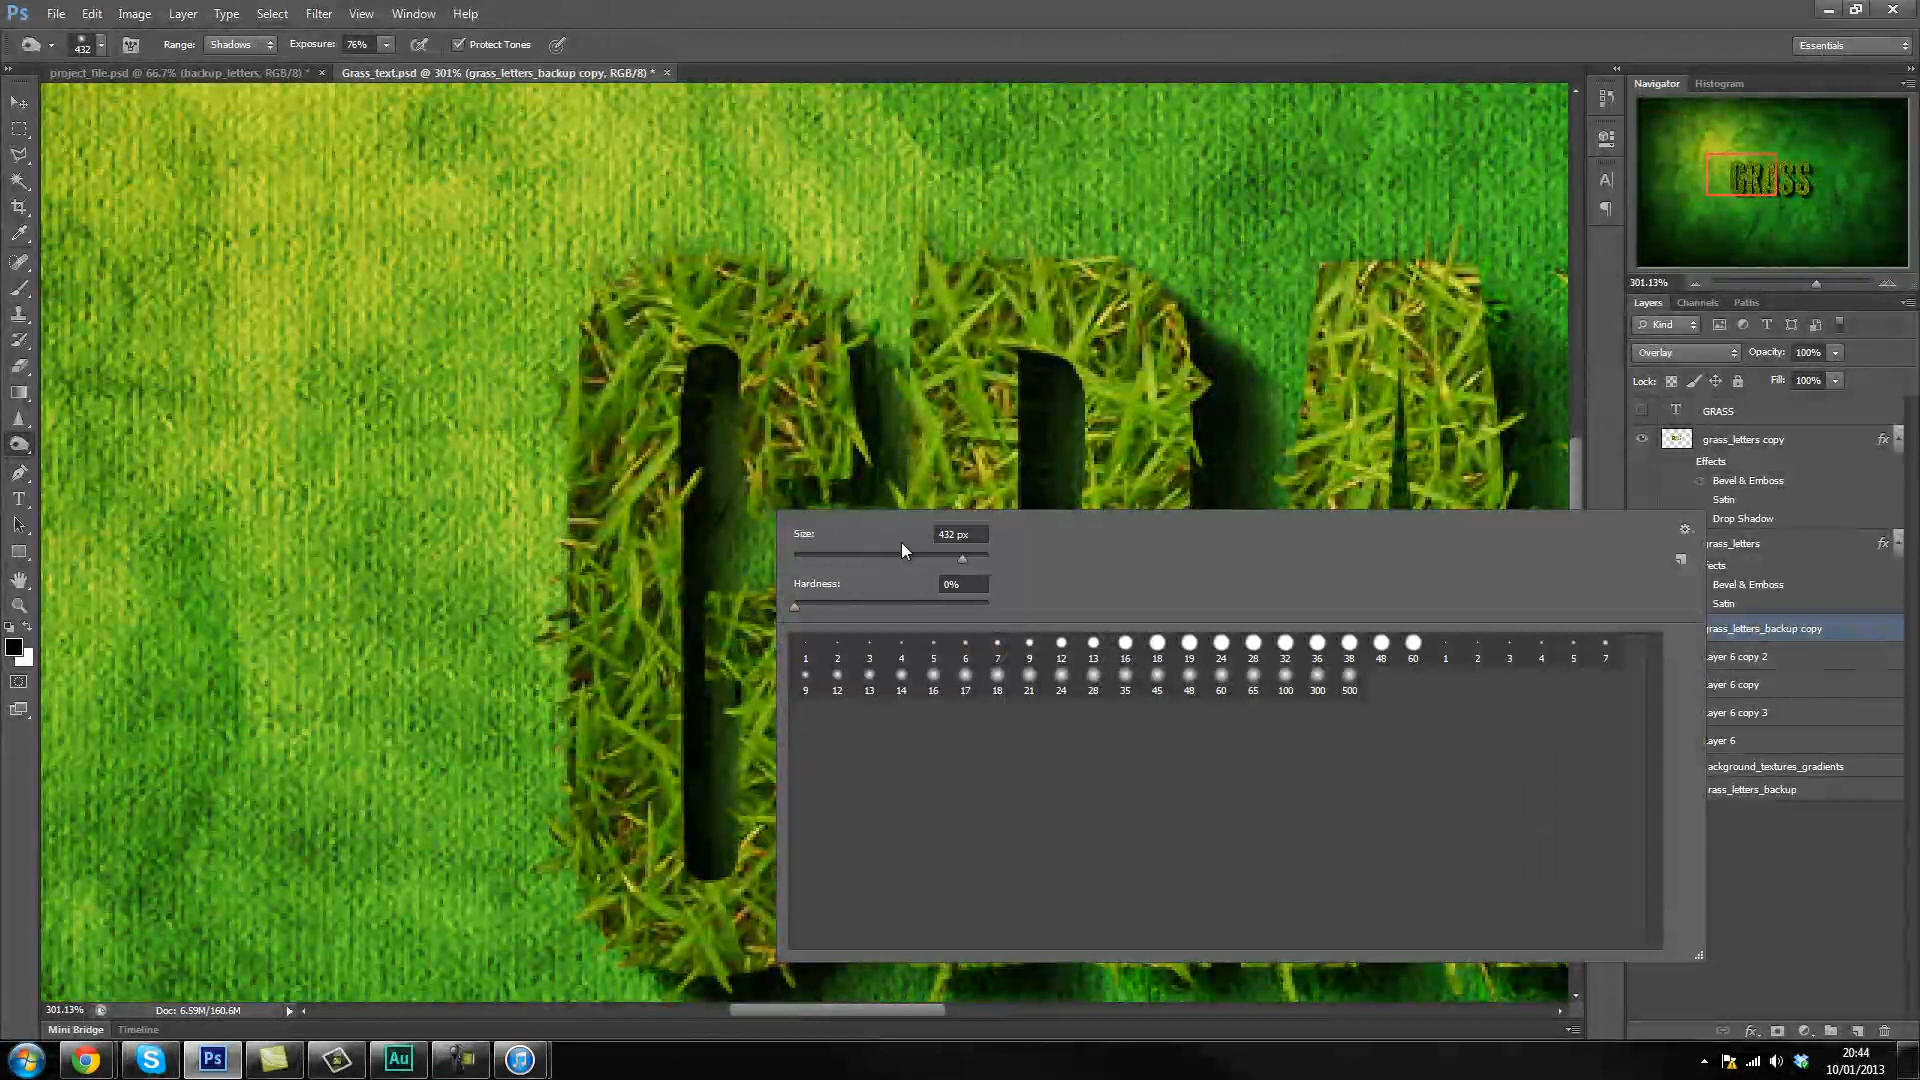 Ps File Edit Image Layer Type Select Filter View Window Help
432 Range: Shadows Exposure: 76% Protect Tones Essentials
project_file.psd @ 66.7% (backup_letters, RGB/8) * × Grass_text.psd @ 301% (grass_letters_backup copy, RGB/8) * ×
Navigator Histogram
GRASS
301.13%
Layers Channels Paths
Kind
Overlay Opacity: 100%
Lock: Fill: 100%
GRASS
grass_letters copy fx
Effects
Bevel & Emboss
Satin
Drop Shadow
grass_letters fx
fects
Bevel & Emboss
Satin
grass_letters_backup copy
ayer 6 copy 2
ayer 6 copy
ayer 6 copy 3
ayer 6
ackground_textures_gradients
rass_letters_backup
Size: 432 px
Hardness: 0%
1 2 3 4 5 6 7 9 12 13 16 18 19 24 28 32 36 38 48 60 1 2 3 4 5 7
9 12 13 14 16 17 18 21 24 28 35 45 48 60 65 100 300 500
301.13% Doc: 6.59M/160.6M
Mini Bridge Timeline
Ps Au
20:44
10/01/2013